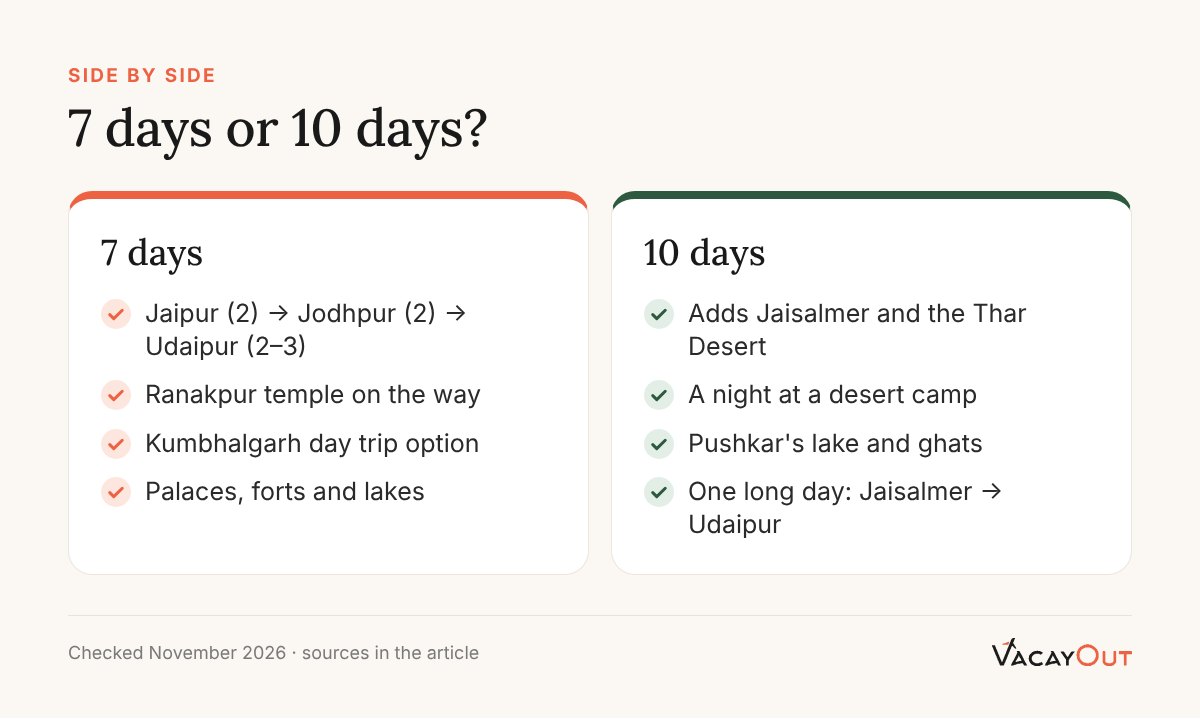 SIDE BY SIDE
7 days or 10 days?
7 days
Jaipur (2) → Jodhpur (2) →
Udaipur (2–3)
Ranakpur temple on the way
Kumbhalgarh day trip option
Palaces, forts and lakes
10 days
Adds Jaisalmer and the Thar
Desert
A night at a desert camp
Pushkar's lake and ghats
One long day: Jaisalmer →
Udaipur
Checked November 2026 · sources in the article
VACAYOUT